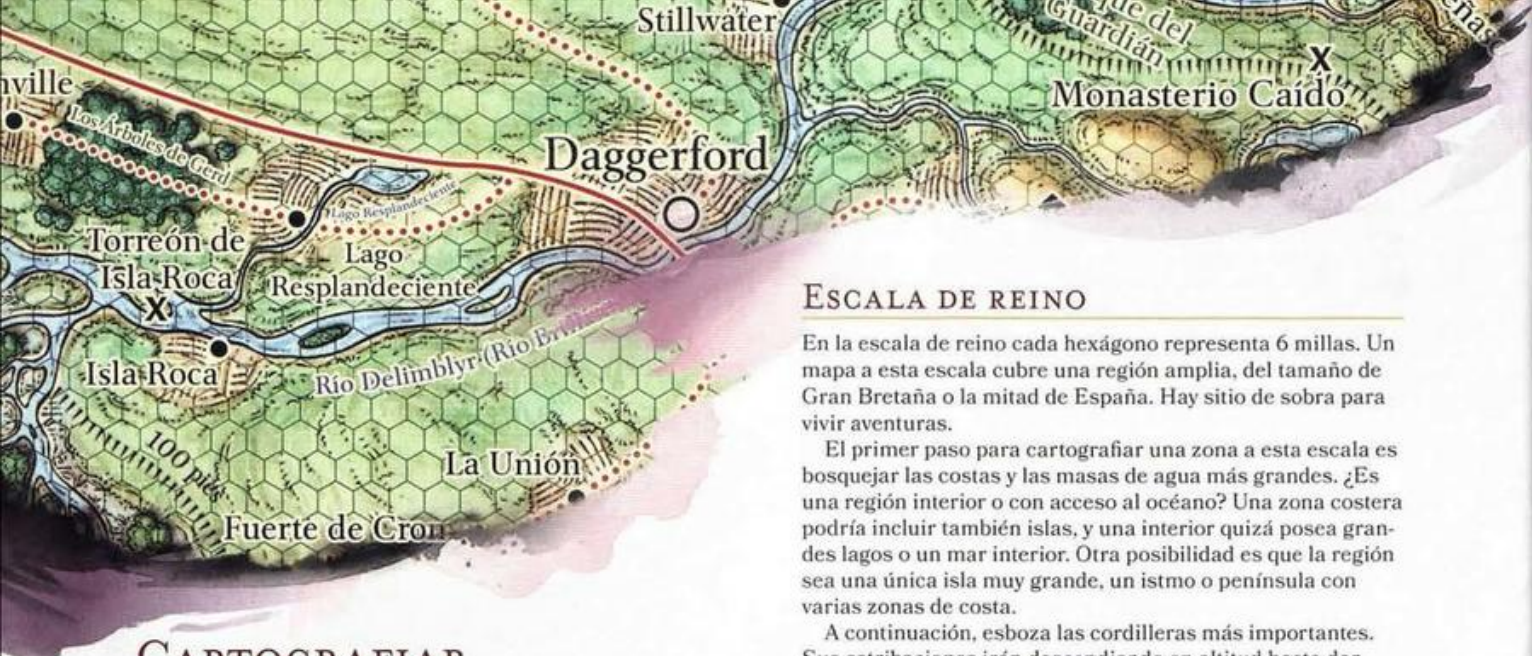 Stillwater
que del
Guardián
nville
Monasterio Caído
Los Árboles de Gerd
Daggerford
Lago Resplandeciente
Torreón de
Isla Roca
X
X
Lago
Resplandeciente
Isla Roca
Río Delimblyr (Río
100 pies
La Unión
Fuerte de Crom
ESCALA DE REINO
En la escala de reino cada hexágono representa 6 millas. Un
mapa a esta escala cubre una región amplia, del tamaño de
Gran Bretaña o la mitad de España. Hay sitio de sobra para
vivir aventuras.
El primer paso para cartografiar una zona a esta escala es
bosquejar las costas y las masas de agua más grandes. ¿Es
una región interior o con acceso al océano? Una zona costera
podría incluir también islas, y una interior quizá posea gran-
des lagos o un mar interior. Otra posibilidad es que la región
sea una única isla muy grande, un istmo o península con
varias zonas de costa.
A continuación, esboza las cordilleras más importantes.
CARTOGRAFIAR